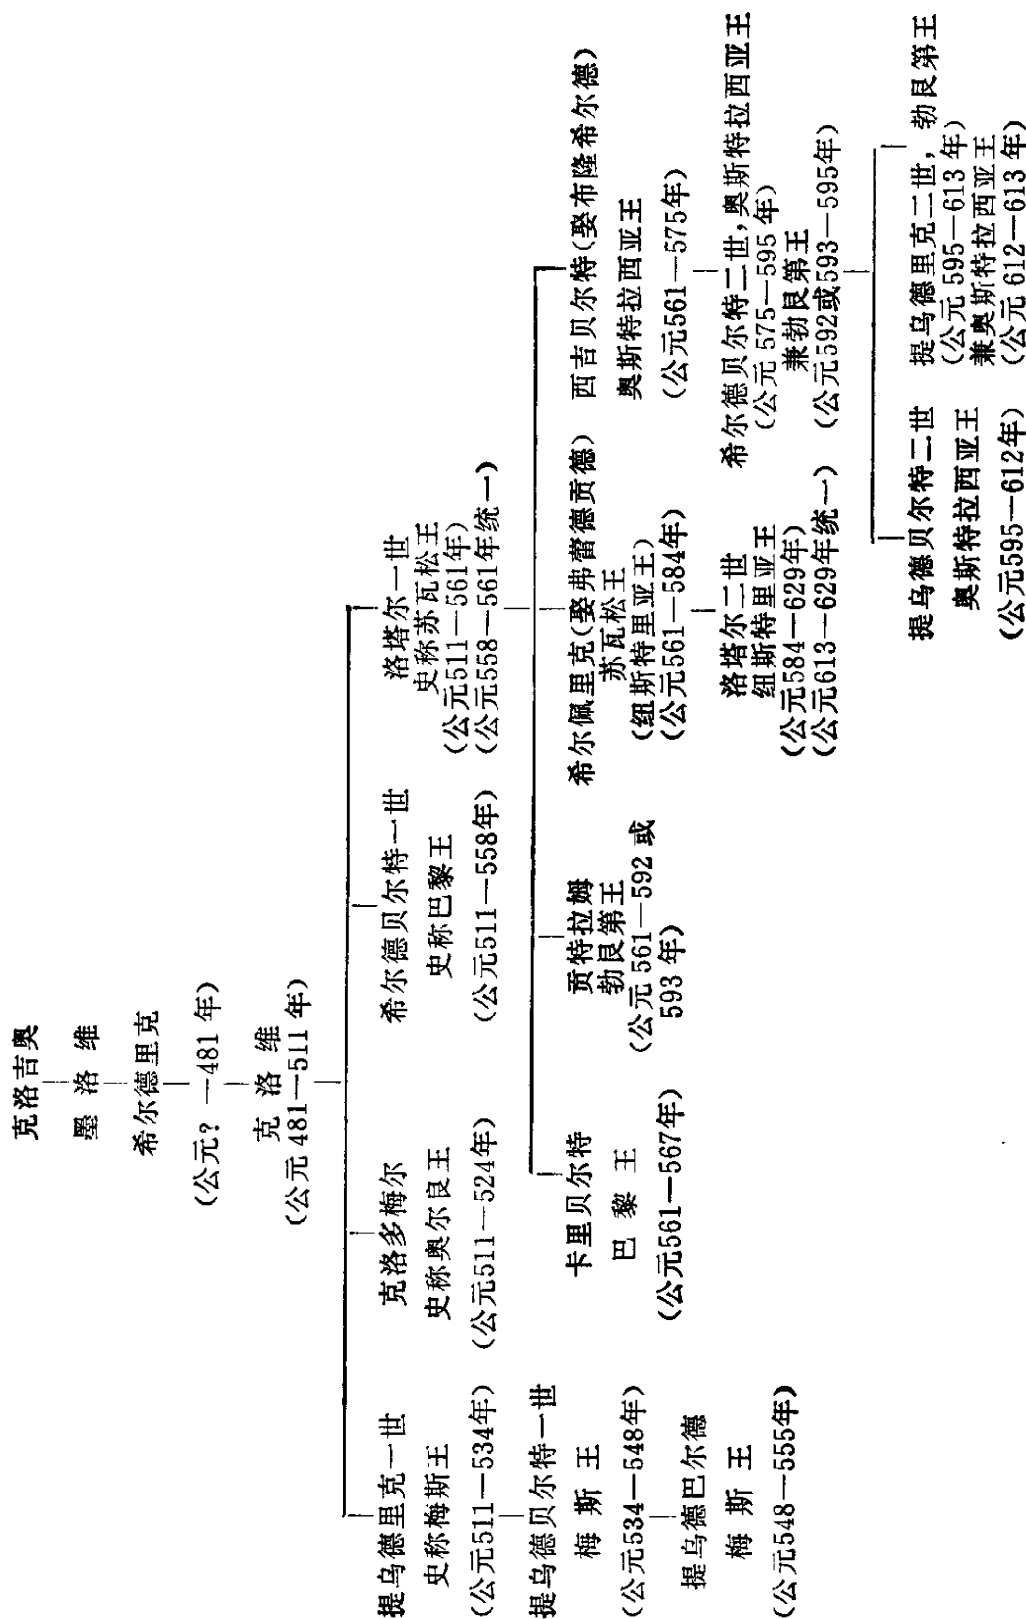 克洛吉奥
墨洛维
希尔德里克
(公元?—481年)
克洛维
(公元481—511年)
提乌德里克一世
史称梅斯王
(公元511—534年)
克洛多梅尔
史称奥尔良王
(公元511—524年)
希尔德贝尔特一世
史称巴黎王
(公元511—558年)
洛塔尔一世
史称苏瓦松王
(公元511—561年)
(公元558—561年统一)
提乌德贝尔特一世
梅斯王
(公元534—548年)
提乌德巴尔德
梅斯王
(公元548—555年)
卡里贝尔特
巴黎王
(公元561—567年)
贡特拉姆
勃艮第王
(公元561—592或
593年)
希尔佩里克(娶弗蕾德贡德)
苏瓦松王
(纽斯特里亚王)
(公元561—584年)
西吉贝尔特(娶布隆希尔德)
奥斯特拉西亚王
(公元561—575年)
洛塔尔二世
纽斯特里亚王
(公元584—629年)
(公元613—629年统一)
希尔德贝尔特二世,奥斯特拉西亚王
(公元575—595年)
兼勃艮第王
(公元592或593—595年)
提乌德贝尔特二世
奥斯特拉西亚王
(公元595—612年)
提乌德里克二世,勃艮第王
(公元595—613年)
兼奥斯特拉西亚王
(公元612—613年)